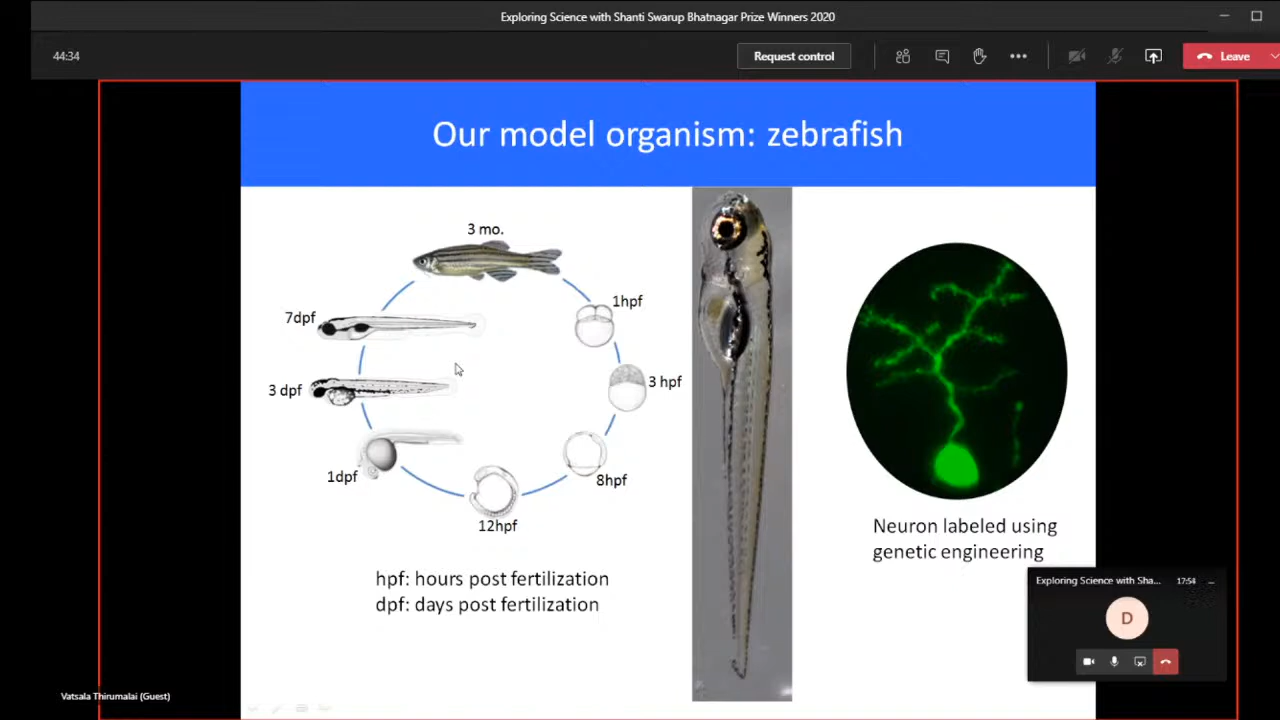 Exploring Science with Shanti Swarup Bhatnagar Prize Winners 2020
44:34
Request control
Leave
Our model organism: zebrafish
3 mo.
1hpf
7dpf
3 hpf
3 dpf
8hpf
1dpf
12hpf
hpf: hours post fertilization
dpf: days post fertilization
Neuron labeled using
genetic engineering
Exploring Science with Sha...
17:54
D
Vatsala Thirumalai (Guest)